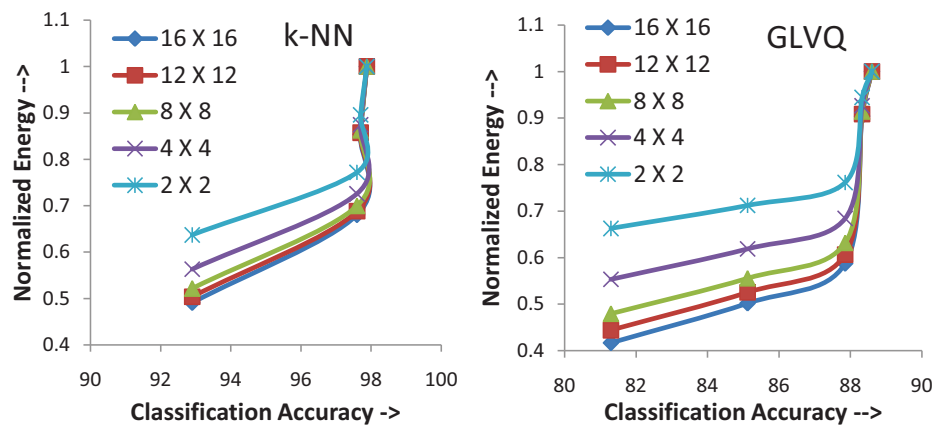 k-NN
16 X 16
12 X 12
8 X 8
4 X 4
2 X 2
Normalized Energy -->
1.1
1
0.9
0.8
0.7
0.6
0.5
0.4
90
92
94
96
98
100
Classification Accuracy ->
GLVQ
16 X 16
12 X 12
8 X 8
4 X 4
2 X 2
Normalized Energy -->
1.1
1
0.9
0.8
0.7
0.6
0.5
0.4
80
82
84
86
88
90
Classification Accuracy -->